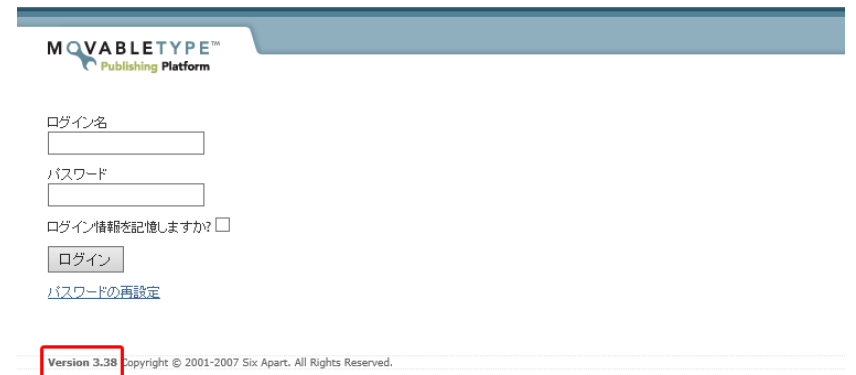 MOVABLETYPE™
Publishing Platform
ログイン名
パスワード
ログイン情報を記憶しますか?
ログイン
パスワードの再設定
Version 3.38 Copyright © 2001-2007 Six Apart. All Rights Reserved.